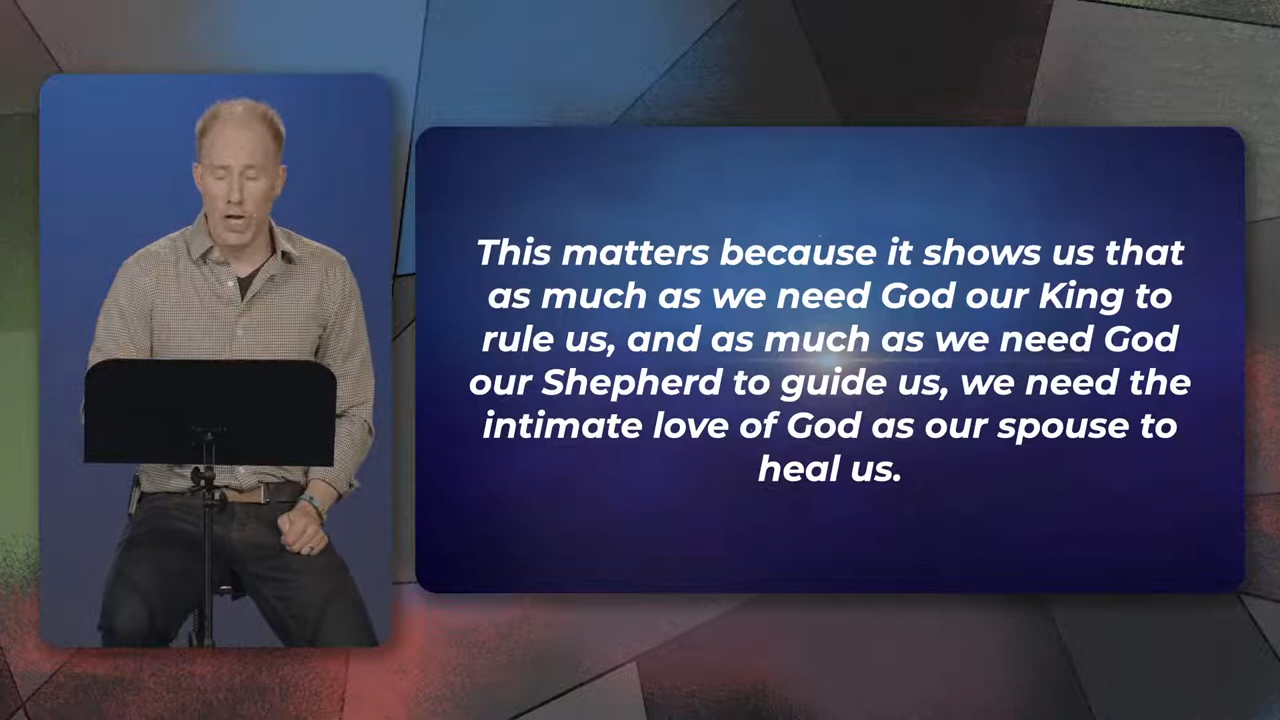 This matters because it shows us that
as much as we need God our King to
rule us, and as much as we need God
our Shepherd to guide us, we need the
intimate love of God as our spouse to
heal us.